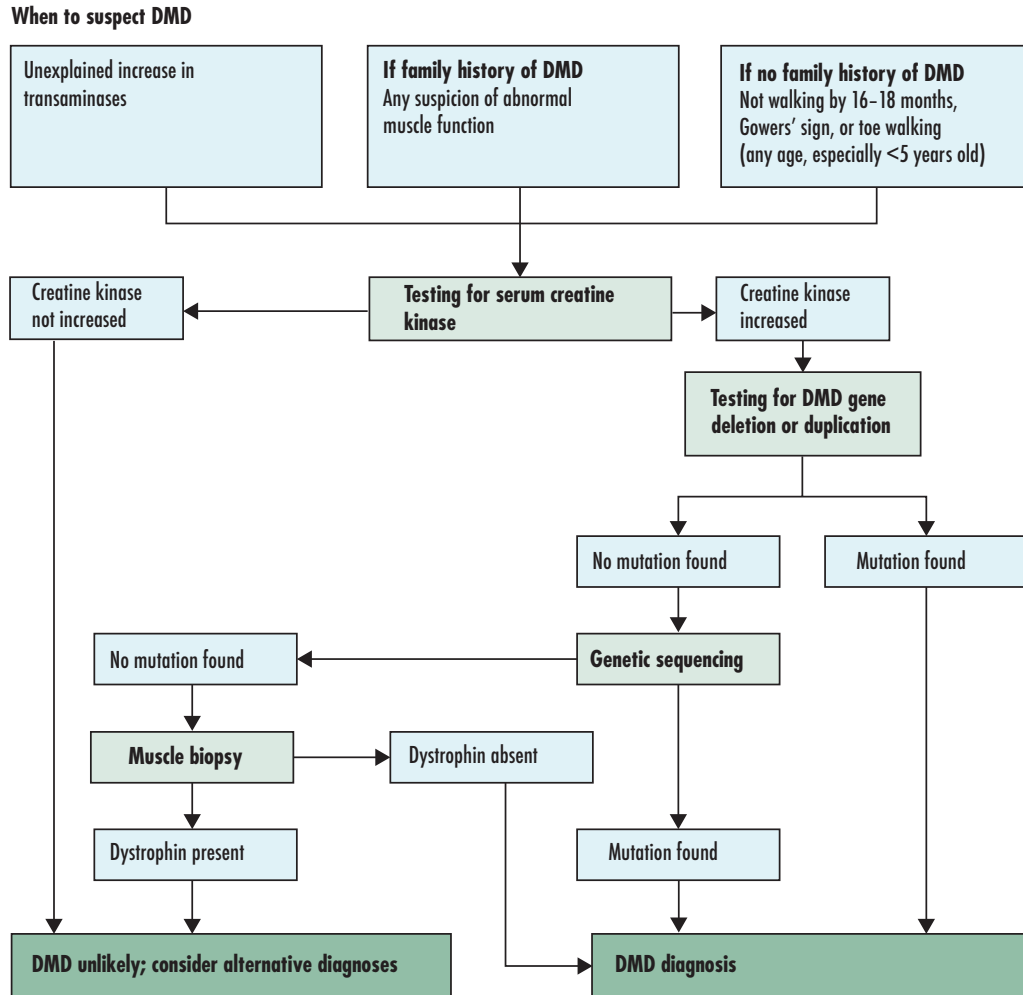 When to suspect DMD
Unexplained increase in
transaminases
If family history of DMD
Any suspicion of abnormal
muscle function
If no family history of DMD
Not walking by 16–18 months,
Gowers’ sign, or toe walking
(any age, especially <5 years old)
Creatine kinase
not increased
Testing for serum creatine
kinase
Creatine kinase
increased
Testing for DMD gene
deletion or duplication
No mutation found
Mutation found
No mutation found
Genetic sequencing
Muscle biopsy
Dystrophin absent
Dystrophin present
Mutation found
DMD unlikely; consider alternative diagnoses
DMD diagnosis